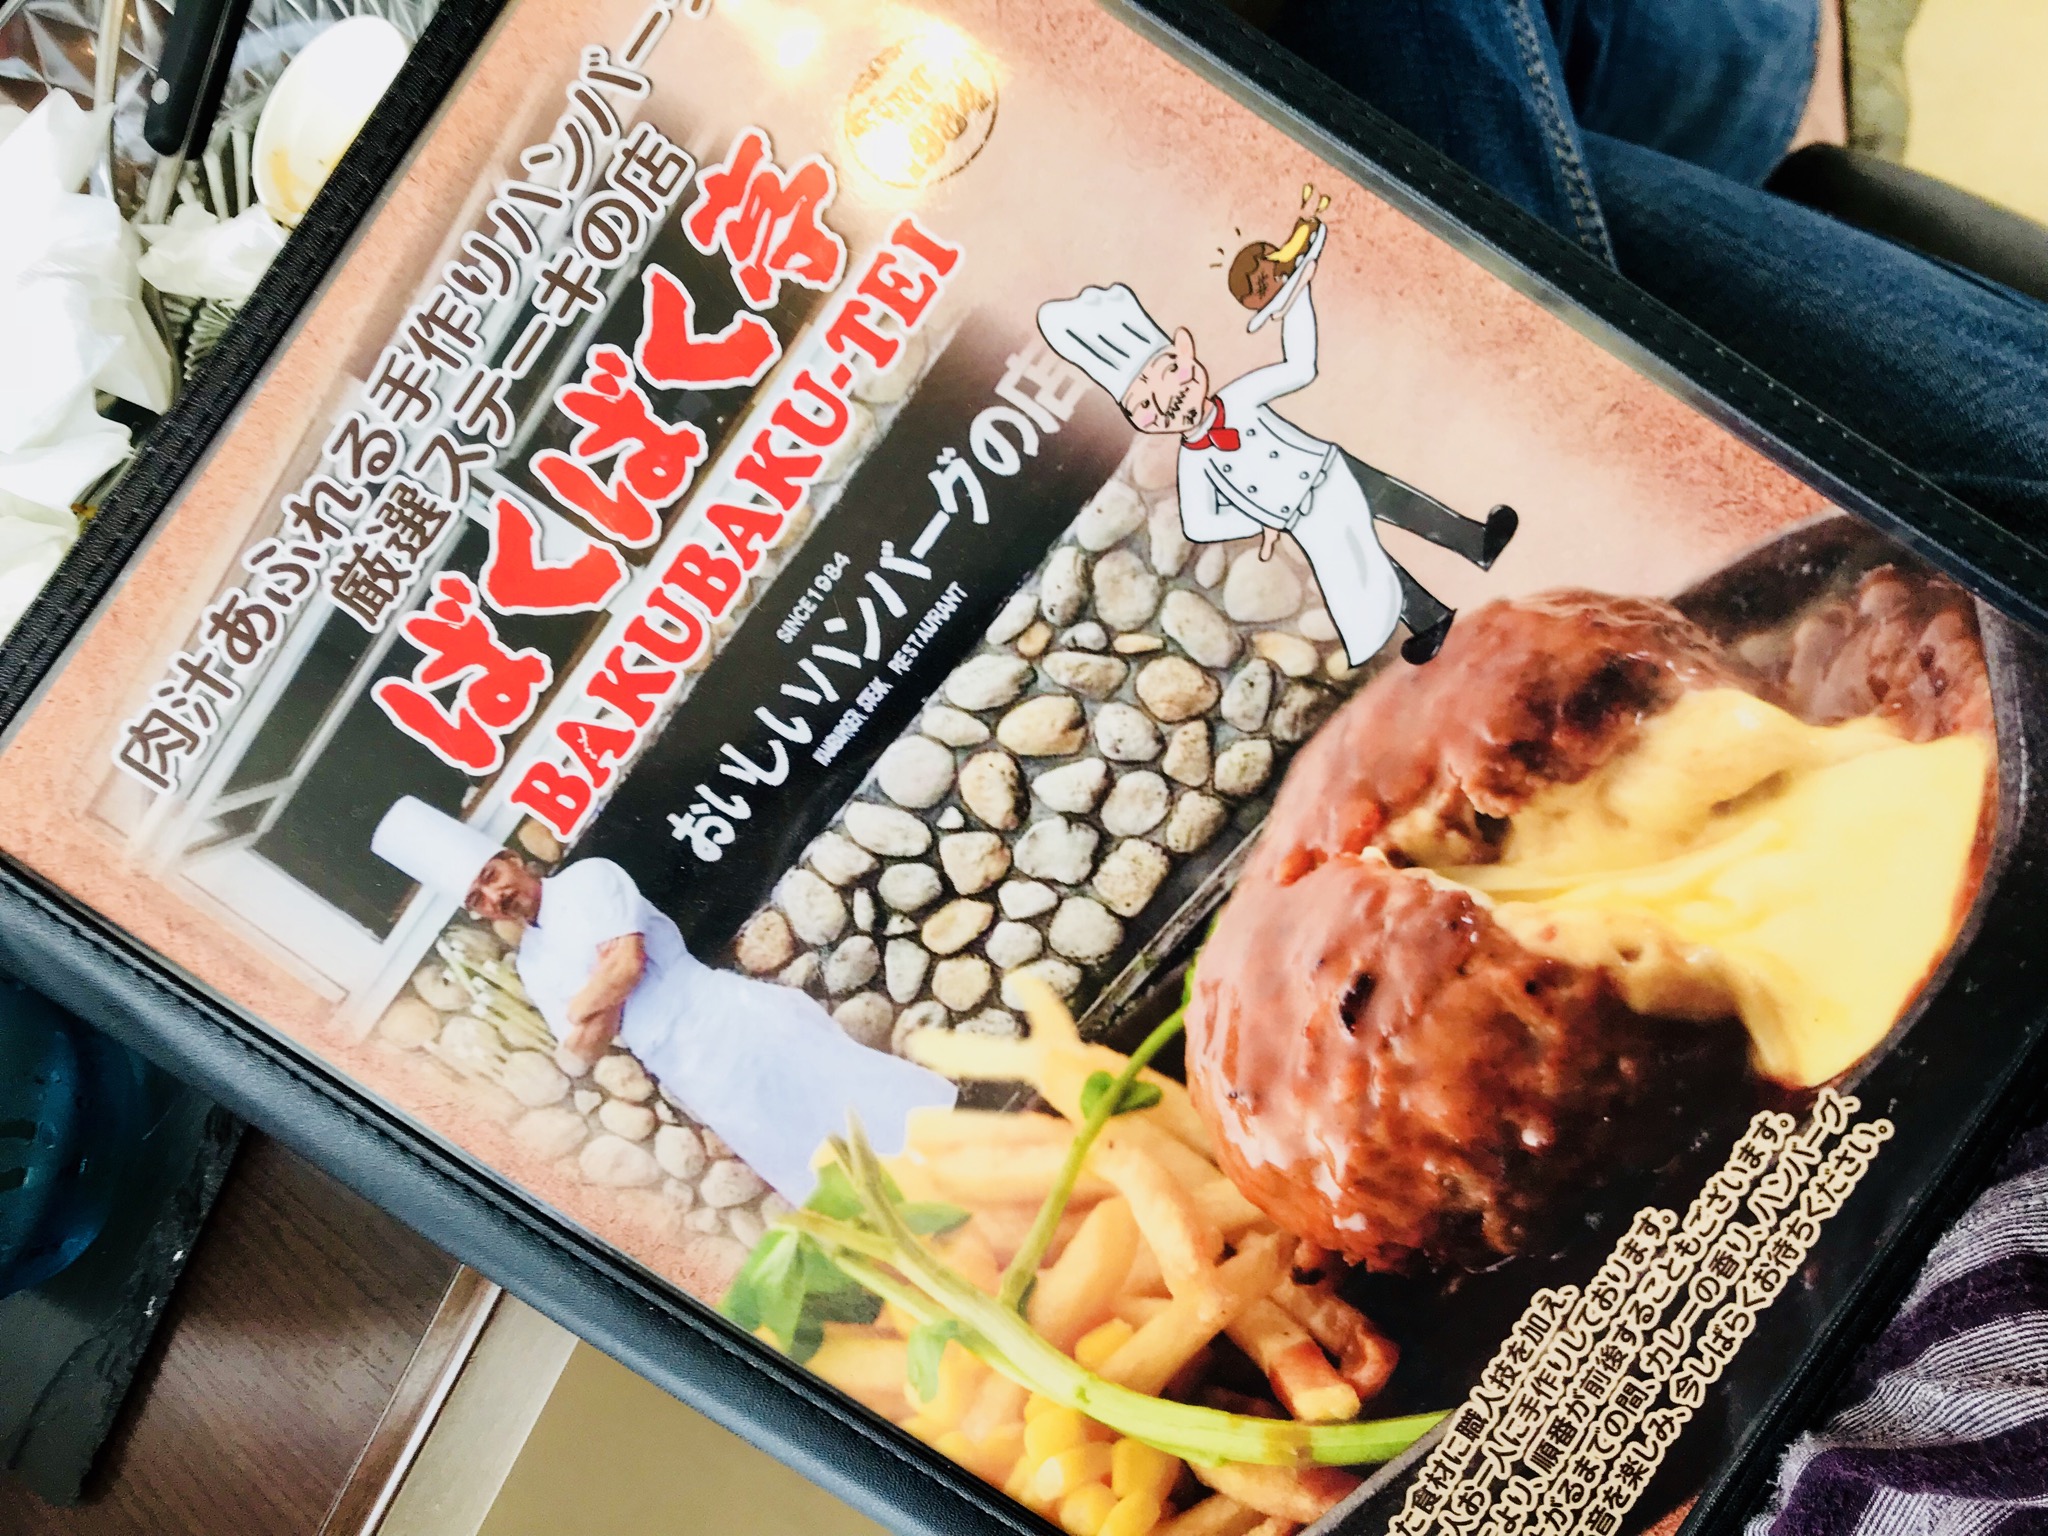 肉汁あふれる手作りハンバーグ
厳選ステーキの店
ばくばく亭
BAKUBAKU-TEI
SINCE1984
おいしいハンバーグの店
HAMBURGER STEAK RESTAURANT
1984
た食材に職人技を加え、
人お一人に手作りしております。
により、順番が前後することもございます。
がるまでの間、カレーの香り、ハンバーグ、
音を楽しみ、今しばらくお待ちください。